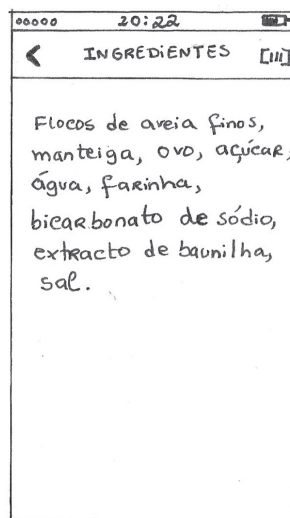 20:22
INGREDIENTES
Flocos de aveia finos,
manteiga, ovo, açúcar,
água, farinha,
bicarbonato de sódio,
extracto de baunilha,
sal.